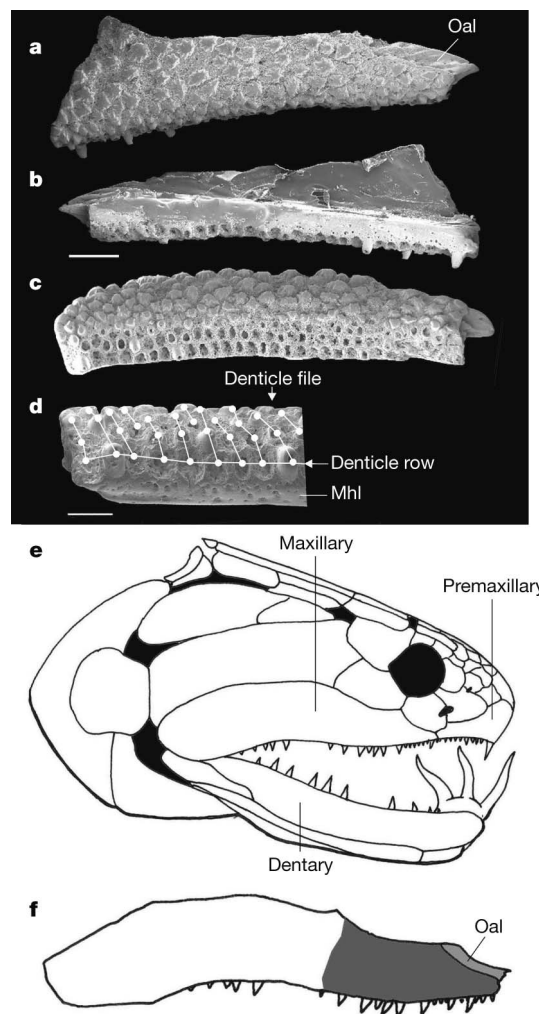 a
Oal
b
c
Denticle file
d
Denticle row
Mhl
e
Maxillary
Premaxillary
Dentary
f
Oal